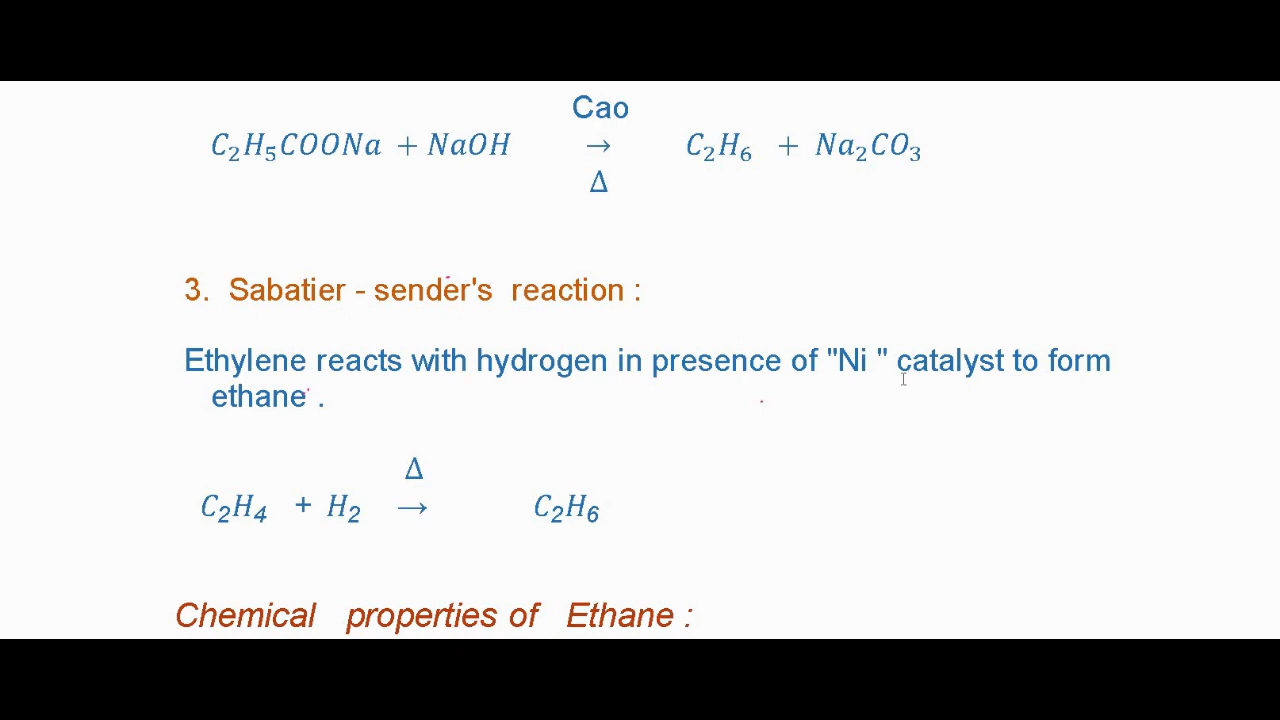 Cao
C₂H₅COONa + NaOH → C₂H₆ + Na₂CO₃
Δ
3. Sabatier - sender's reaction :
Ethylene reacts with hydrogen in presence of "Ni " catalyst to form
ethane .
Δ
C₂H₄ + H₂ → C₂H₆
Chemical properties of Ethane :